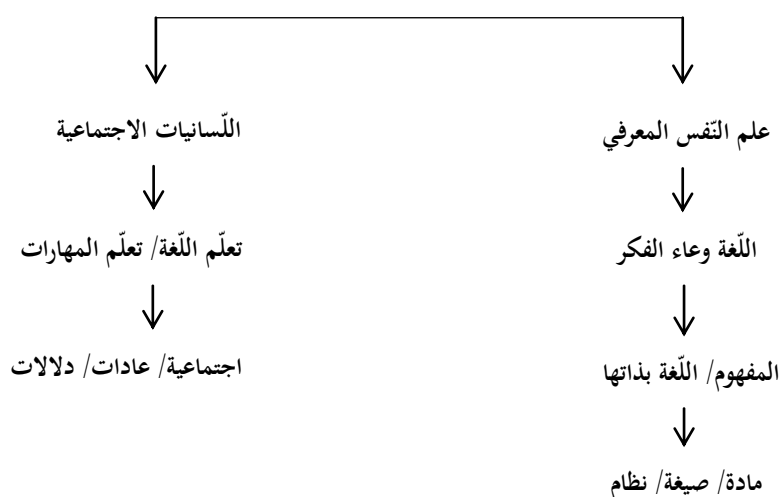 علم النّفس المعرفي
اللّسانيات الاجتماعية
اللّغة وعاء الفكر
تعلّم اللّغة/ تعلّم المهارات
المفهوم/ اللّغة بذاتها
اجتماعية/ عادات/ دلالات
مادة/ صيغة/ نظام